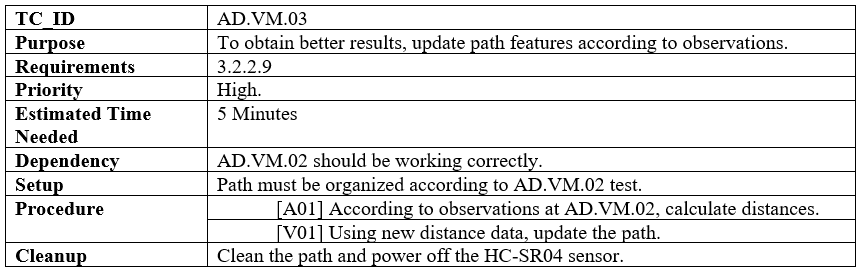 TC_ID AD.VM.03
Purpose To obtain better results, update path features according to observations.
Requirements 3.2.2.9
Priority High.
Estimated Time 5 Minutes
Needed
Dependency AD.VM.02 should be working correctly.
Setup Path must be organized according to AD.VM.02 test.
Procedure [A01] According to observations at AD.VM.02, calculate distances.
[V01] Using new distance data, update the path.
Cleanup Clean the path and power off the HC-SR04 sensor.